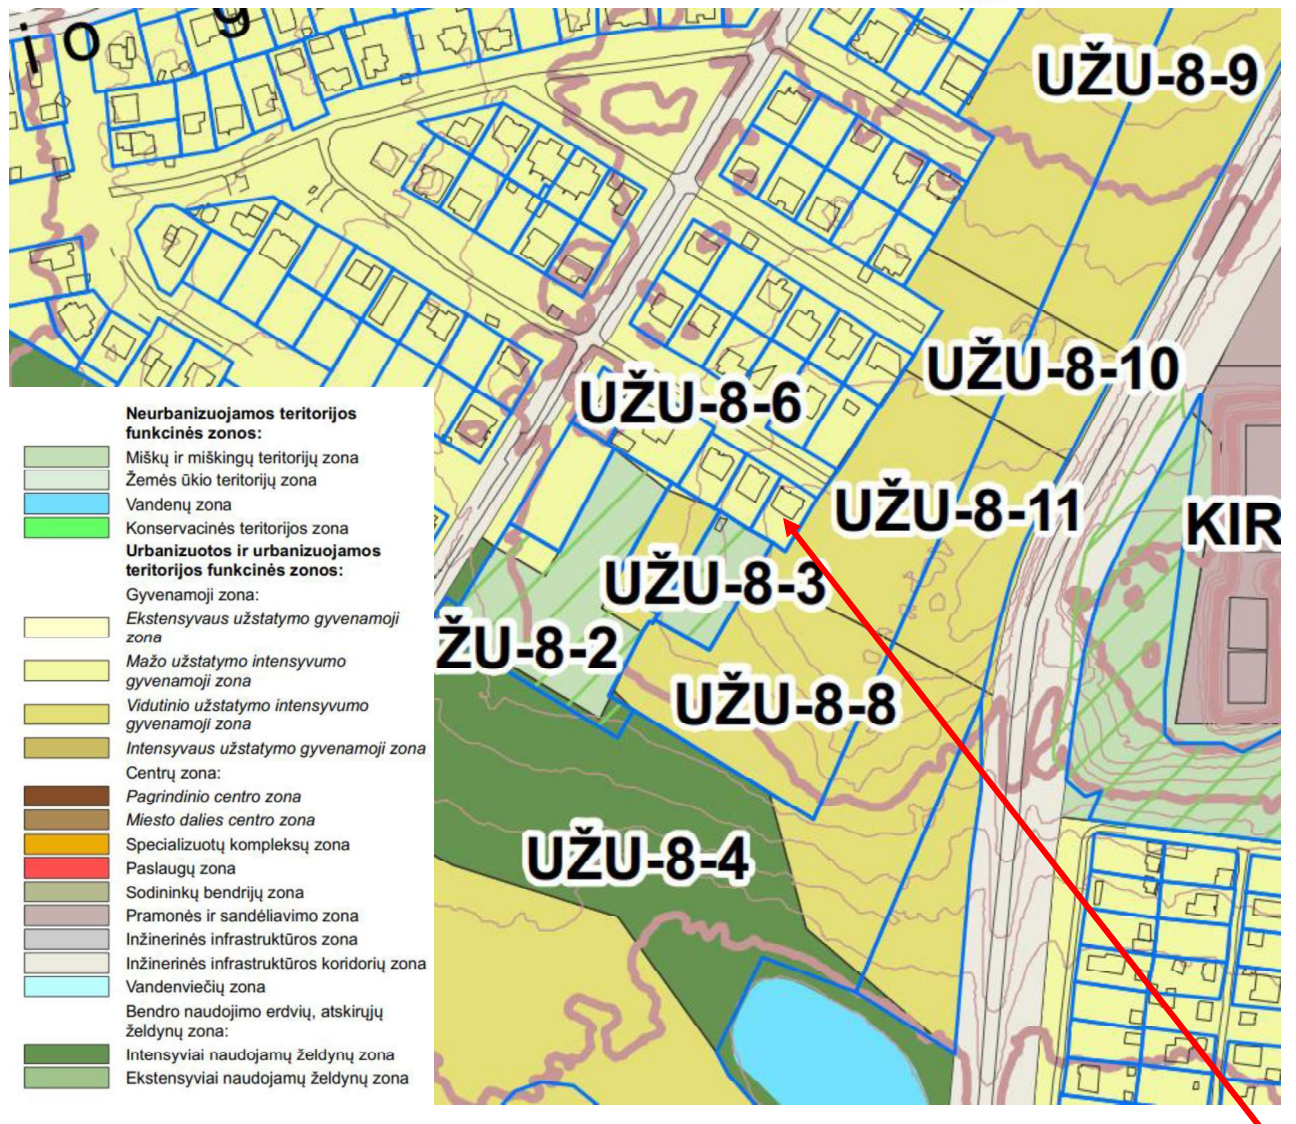 i o g
UŽU-8-9
UŽU-8-10
UŽU-8-6
UŽU-8-11
KIR
UŽU-8-3
ŽU-8-2
UŽU-8-8
UŽU-8-4
Neurbanizuojamos teritorijos
funkcinės zonos:
Miškų ir miškingų teritorijų zona
Žemės ūkio teritorijų zona
Vandenų zona
Konservacinės teritorijos zona
Urbanizuotos ir urbanizuojamos
teritorijos funkcinės zonos:
Gyvenamoji zona:
Ekstensyvaus užstatymo gyvenamoji
zona
Mažo užstatymo intensyvumo
gyvenamoji zona
Vidutinio užstatymo intensyvumo
gyvenamoji zona
Intensyvaus užstatymo gyvenamoji zona
Centrų zona:
Pagrindinio centro zona
Miesto dalies centro zona
Specializuotų kompleksų zona
Paslaugų zona
Sodininkų bendrijų zona
Pramonės ir sandėliavimo zona
Inžinerinės infrastruktūros zona
Inžinerinės infrastruktūros koridorių zona
Vandenviečių zona
Bendro naudojimo erdvių, atskirųjų
želdynų zona:
Intensyviai naudojamų želdynų zona
Ekstensyviai naudojamų želdynų zona